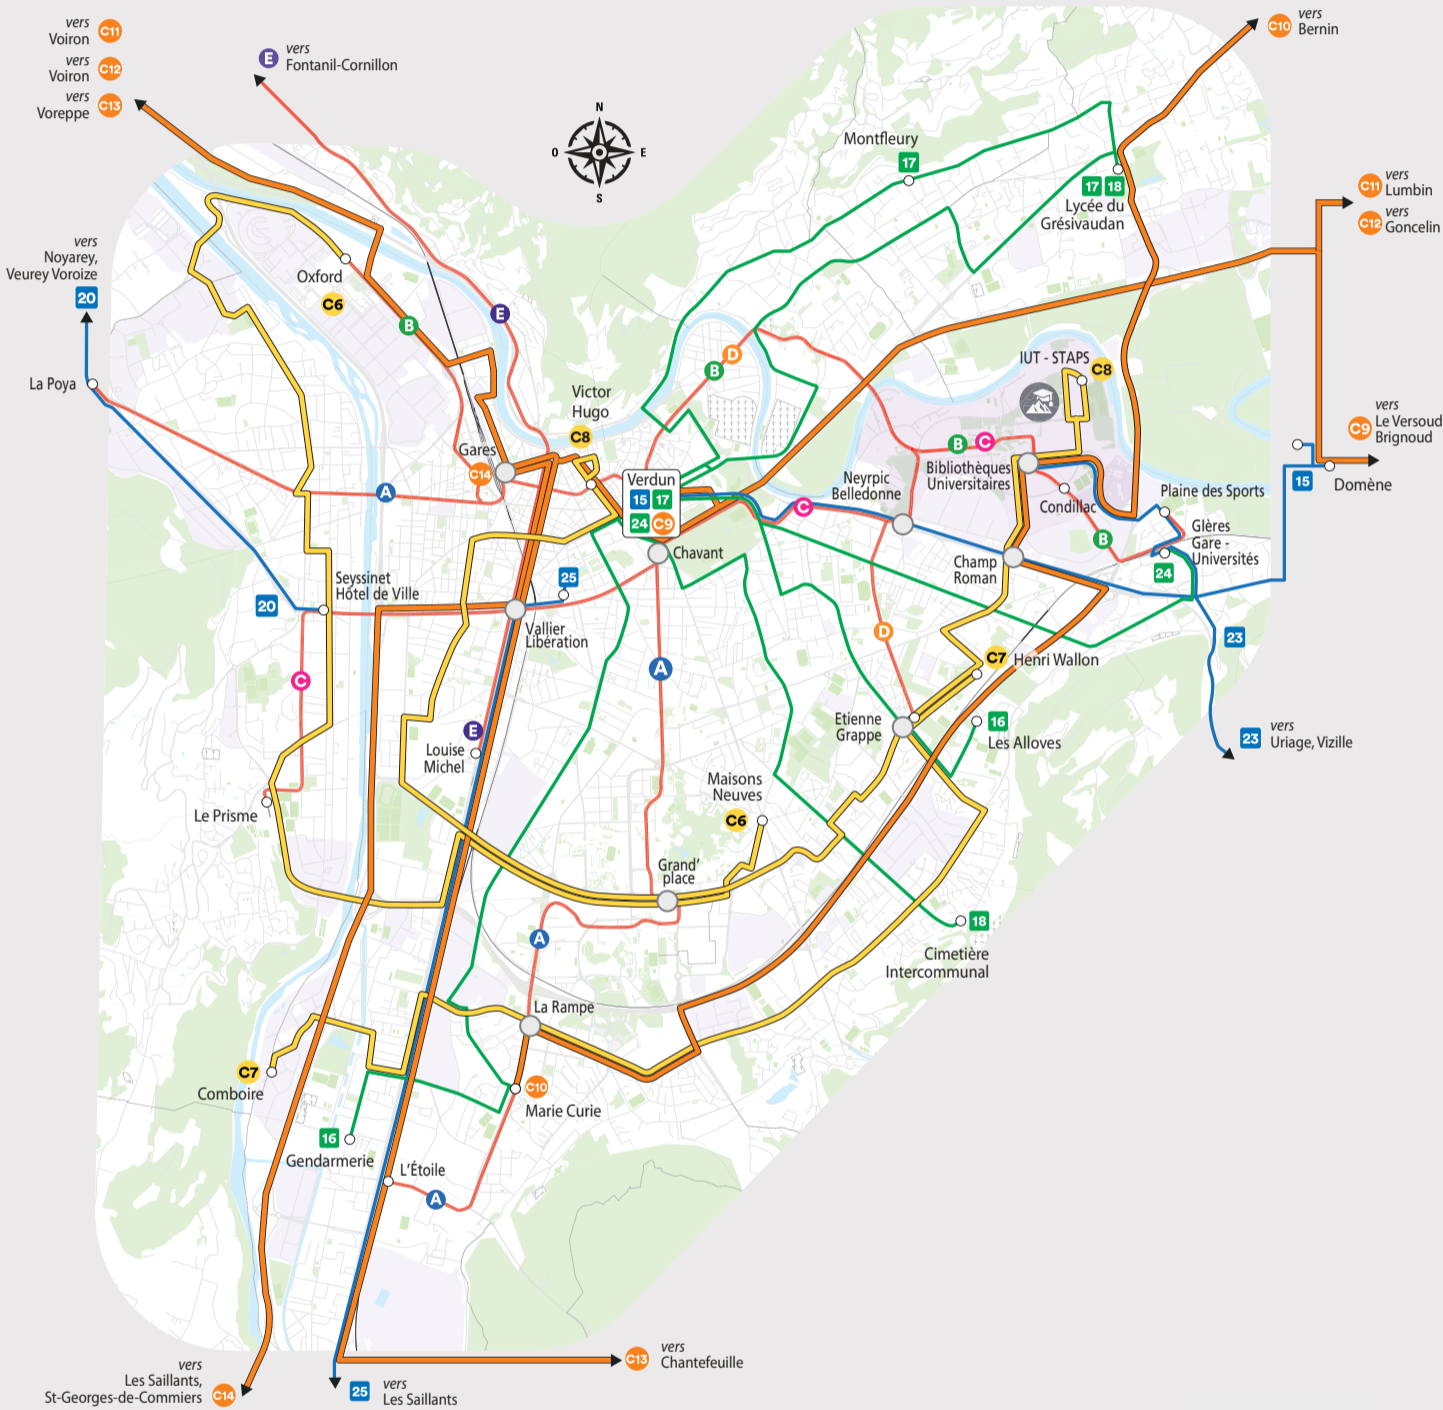 vers
Voiron C11
vers
Voiron C12
vers
Voreppe C13
E vers
Fontanil-Cornillon
C10 vers
Bernin
N
O E
S
Montfleury
17
17 18
Lycée du
Grésivaudan
C11 vers
Lumbin
C12 vers
Goncelin
vers
Noyarey,
Veurey Voroize
20
Oxford
C6
B
E
D
B
La Poya
IUT - STAPS
C8
Victor
Hugo
C8
C9 vers
Le Versoud
Brignoud
Gares
C14
A
B C
Bibliothèques
Universitaires
Neyrpic
Belledonne
Verdun
15 17
24 C9
C
Condillac
Plaine des Sports
15
Domène
B
Glères
Gare -
Universités
24
Chavant
Champ
Roman
Seyssinet
Hôtel de Ville
20
25
Vallier
Libération
D
23
C
A
C7 Henri Wallon
E
Louise
Michel
Etienne
Grappe
16
Les Alloves
23 vers
Uriage, Vizille
Le Prisme
Maisons
Neuves
C6
Grand'
place
A
18
Cimetière
Intercommunal
La Rampe
C7
Comboire
C10
Marie Curie
16
Gendarmerie
L'Étoile
A
C13 vers
Chantefeuille
vers
Les Saillants,
St-Georges-de-Commiers C14
25 vers
Les Saillants